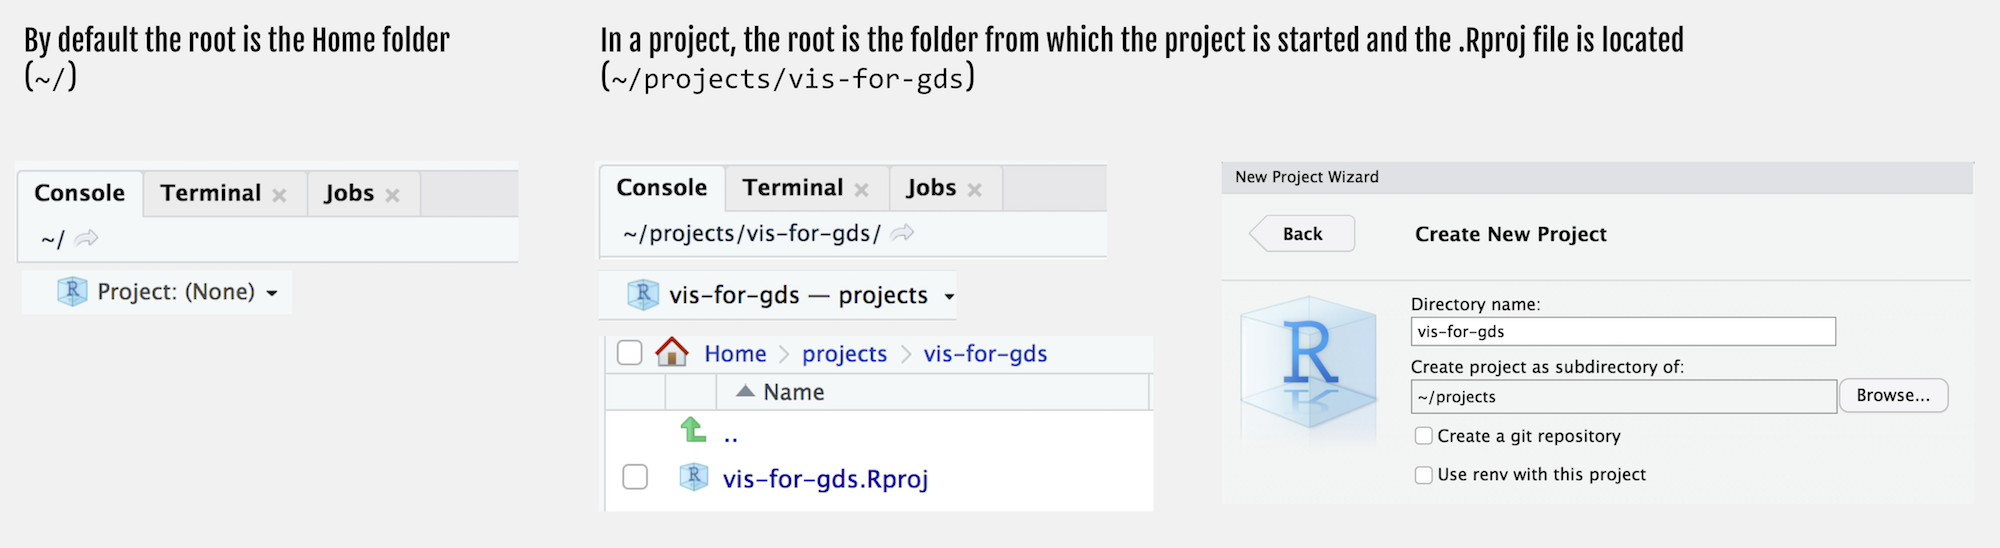 By default the root is the Home folder
(~/)
In a project, the root is the folder from which the project is started and the .Rproj file is located
(~/projects/vis-for-gds)
Console Terminal × Jobs ×
~/
R Project: (None)
Console Terminal × Jobs ×
~/projects/vis-for-gds/
R vis-for-gds — projects
Home > projects > vis-for-gds
Name
..
R vis-for-gds.Rproj
New Project Wizard
Back Create New Project
R
Directory name:
vis-for-gds
Create project as subdirectory of:
~/projects Browse...
Create a git repository
Use renv with this project